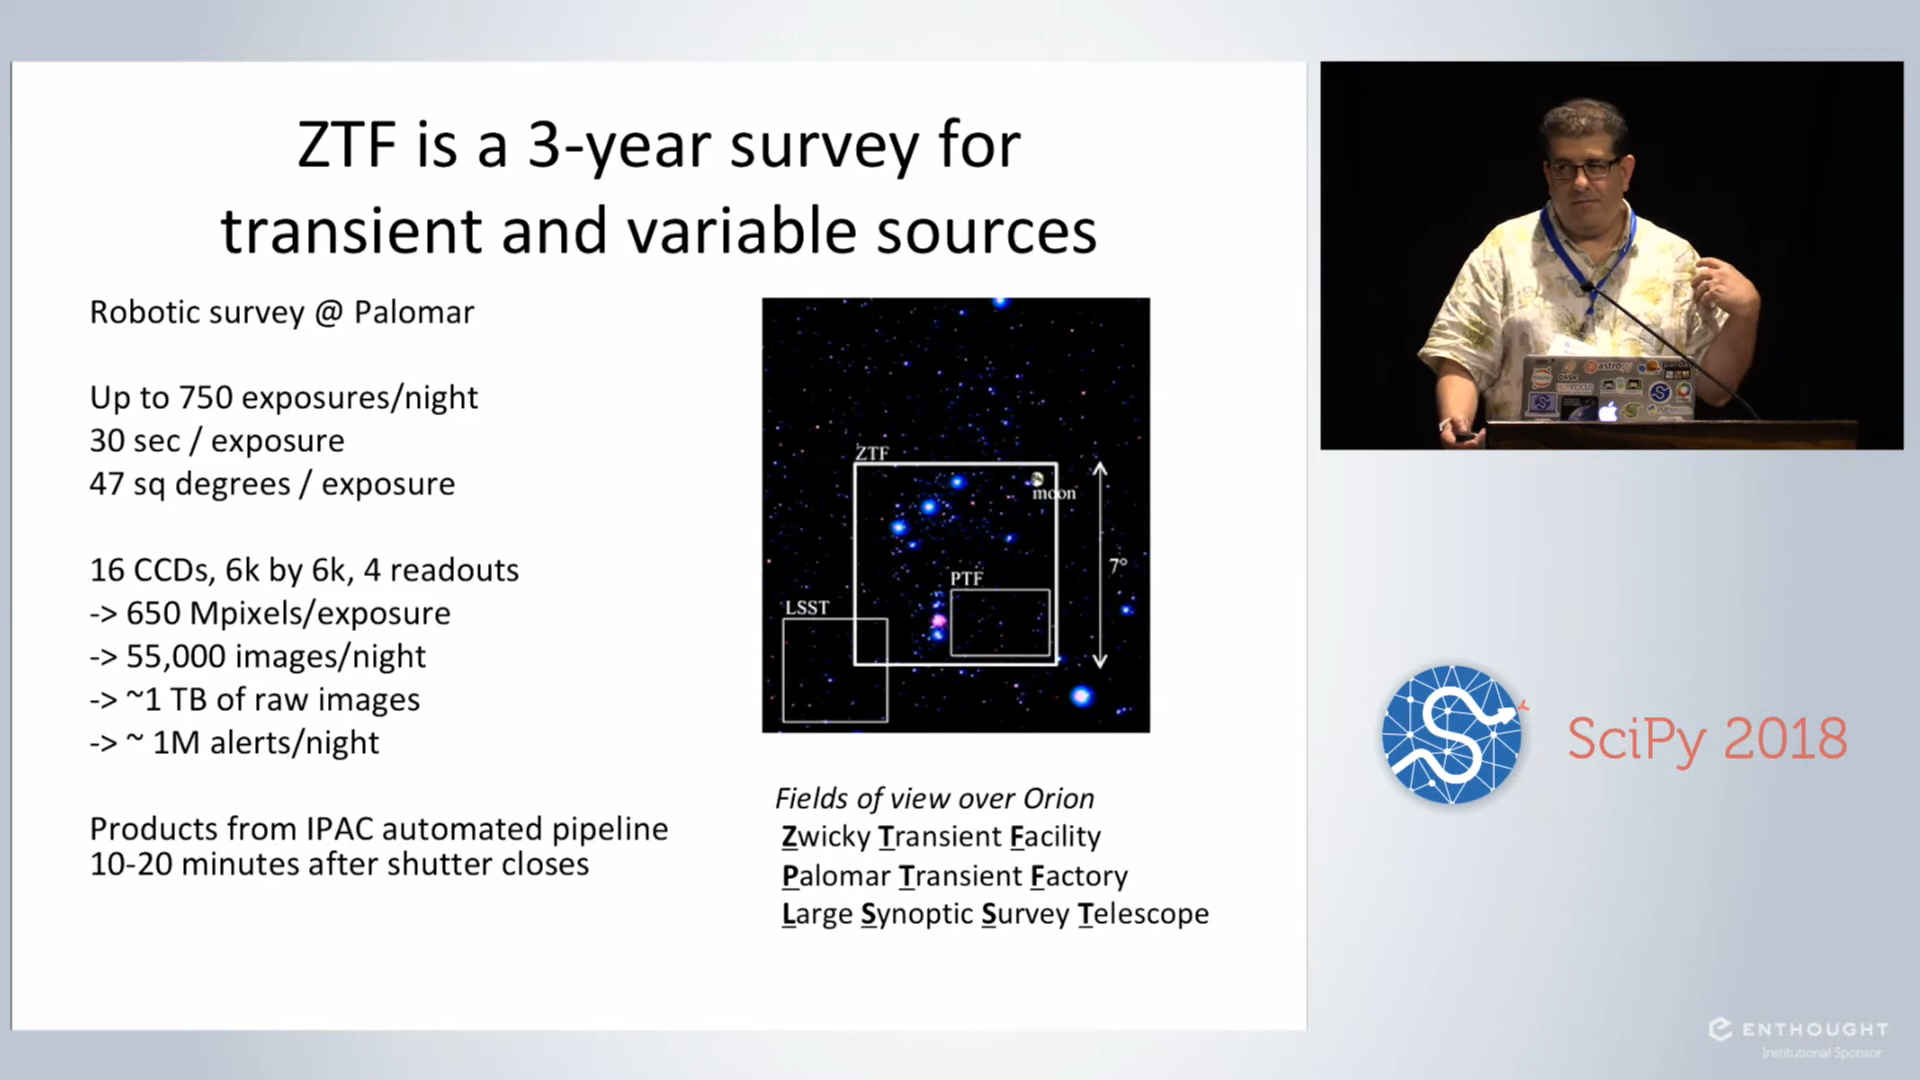 ZTF is a 3-year survey for
transient and variable sources
Robotic survey @ Palomar
Up to 750 exposures/night
30 sec / exposure
47 sq degrees / exposure
16 CCDs, 6k by 6k, 4 readouts
-> 650 Mpixels/exposure
-> 55,000 images/night
-> ~1 TB of raw images
-> ~ 1M alerts/night
Products from IPAC automated pipeline
10-20 minutes after shutter closes
ZTF
moon
7°
PTF
LSST
Fields of view over Orion
Zwicky Transient Facility
Palomar Transient Factory
Large Synoptic Survey Telescope
SciPy 2018
ENTHOUGHT
Institutional Sponsor